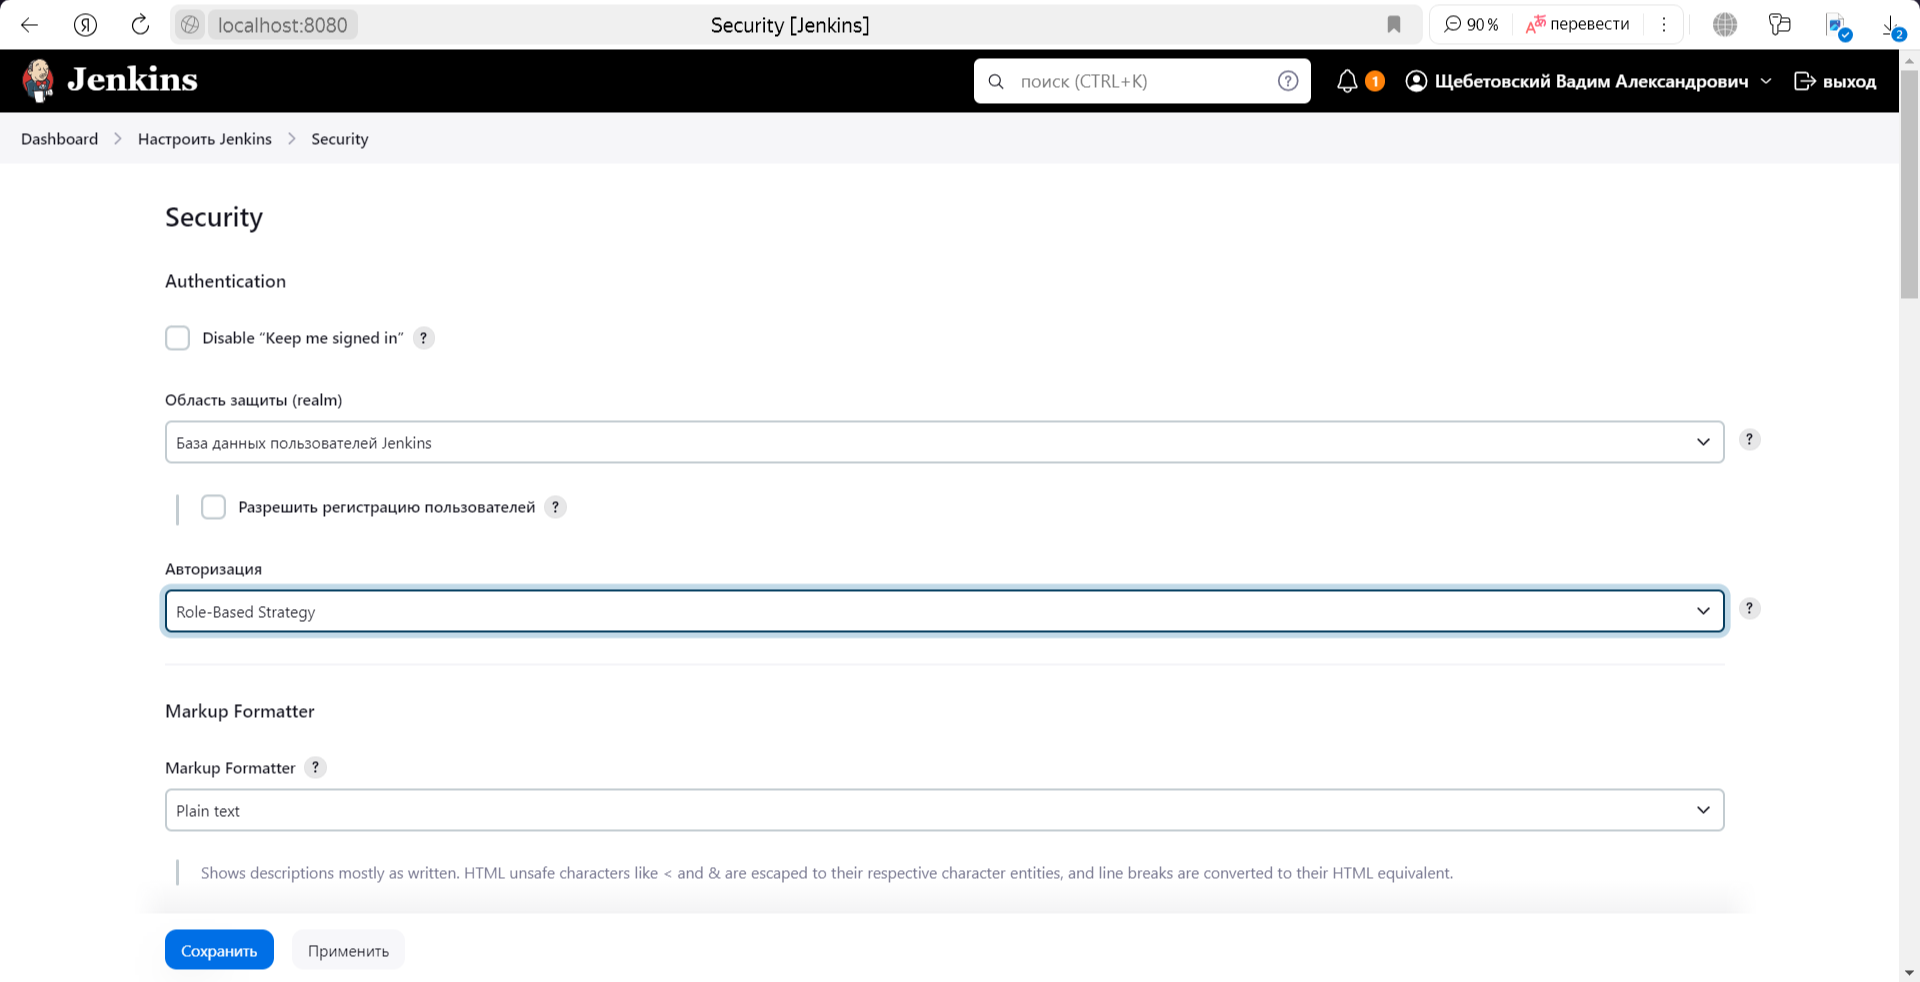 Я
localhost:8080
Security [Jenkins]
90 %
перевести
2
Jenkins
поиск (CTRL+K)
?
1
Щебетовский Вадим Александрович
выход
Dashboard
Настроить Jenkins
Security
Security
Authentication
Disable “Keep me signed in” ?
Область защиты (realm)
База данных пользователей Jenkins
?
Разрешить регистрацию пользователей ?
Авторизация
Role-Based Strategy
?
Markup Formatter
Markup Formatter ?
Plain text
Shows descriptions mostly as written. HTML unsafe characters like < and & are escaped to their respective character entities, and line breaks are converted to their HTML equivalent.
Сохранить
Применить